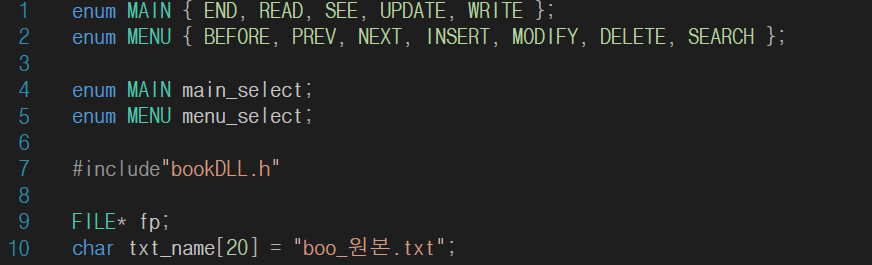 1 enum MAIN { END, READ, SEE, UPDATE, WRITE };
2 enum MENU { BEFORE, PREV, NEXT, INSERT, MODIFY, DELETE, SEARCH };
3
4 enum MAIN main_select;
5 enum MENU menu_select;
6
7 #include"bookDLL.h"
8
9 FILE* fp;
10 char txt_name[20] = "boo_원본.txt";